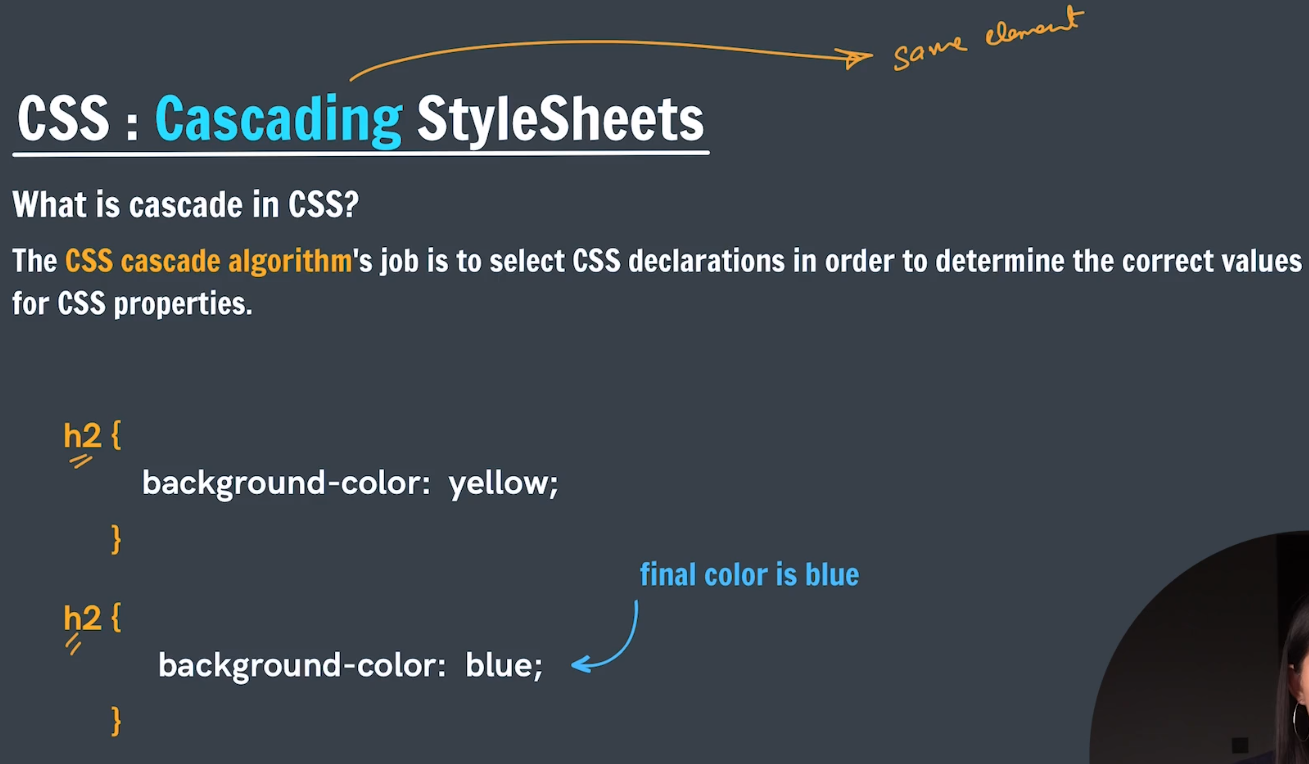 same element
CSS : Cascading StyleSheets
What is cascade in CSS?
The CSS cascade algorithm's job is to select CSS declarations in order to determine the correct values
for CSS properties.
h2 {
background-color: yellow;
}
final color is blue
h2 {
background-color: blue;
}